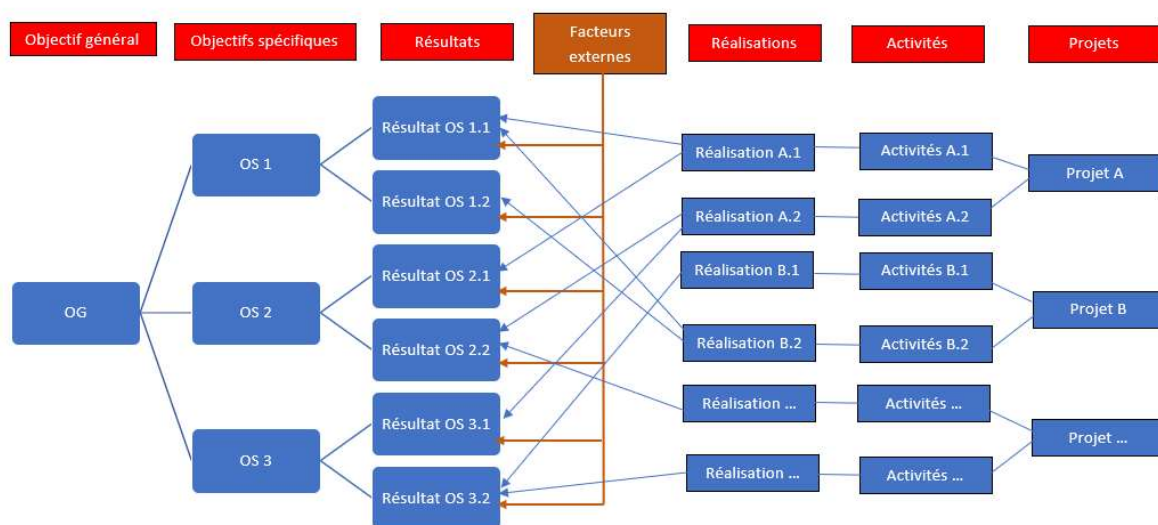 Objectif général
Objectifs spécifiques
Résultats
Facteurs
externes
Réalisations
Activités
Projets
Résultat OS 1.1
OS 1
Réalisation A.1
Activités A.1
Projet A
Résultat OS 1.2
Réalisation A.2
Activités A.2
Résultat OS 2.1
Réalisation B.1
Activités B.1
OG
OS 2
Projet B
Résultat OS 2.2
Réalisation B.2
Activités B.2
Réalisation ...
Activités ...
Résultat OS 3.1
Projet ...
OS 3
Réalisation ...
Activités ...
Résultat OS 3.2